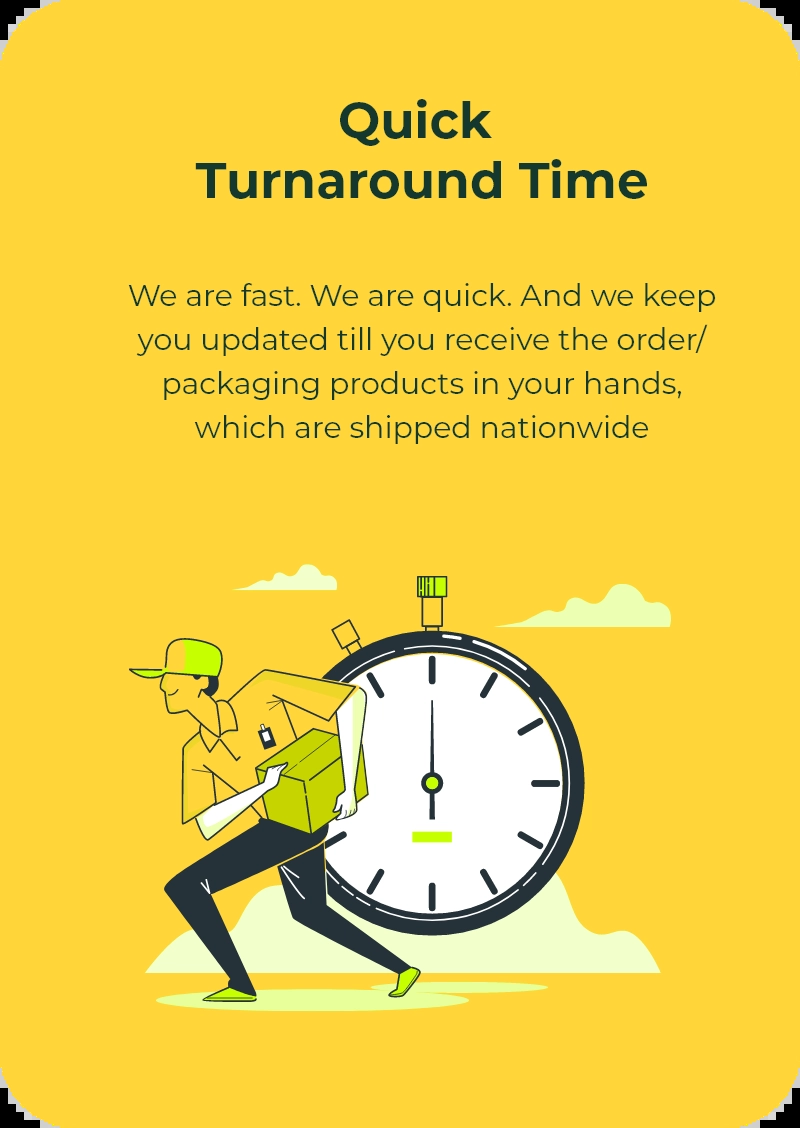 Quick
Turnaround Time
We are fast. We are quick. And we keep
you updated till you receive the order/
packaging products in your hands,
which are shipped nationwide